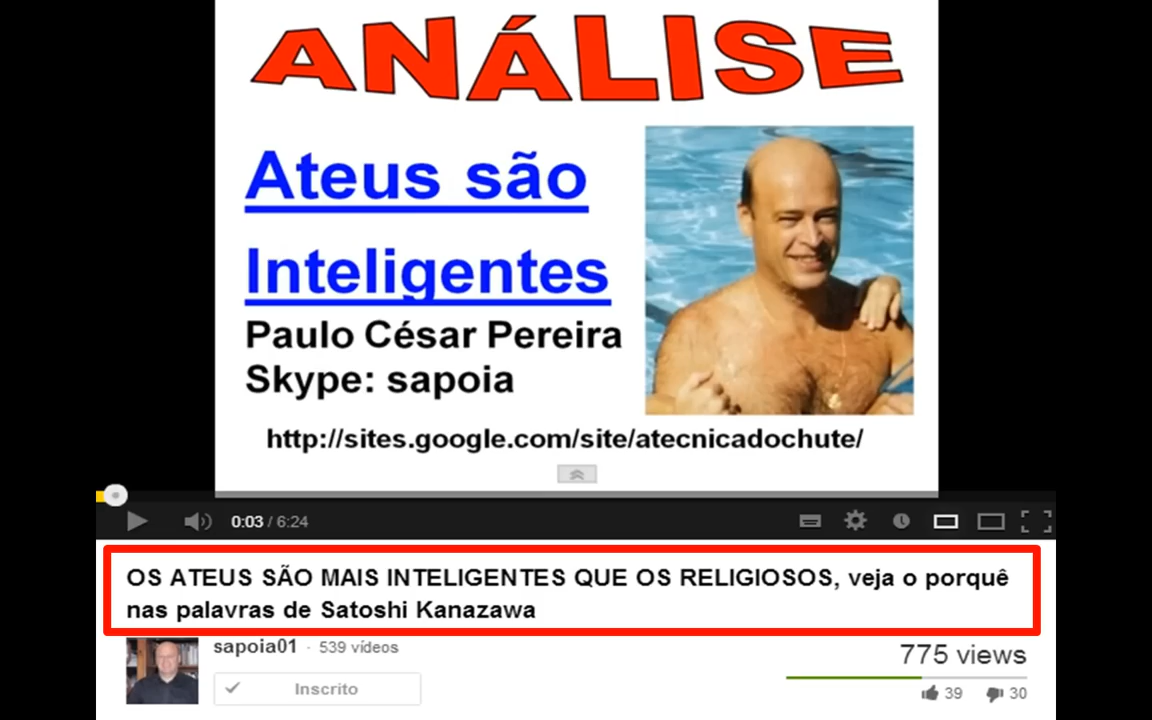 ANÁLISE
Ateus são
Inteligentes
Paulo César Pereira
Skype: sapoia
http://sites.google.com/site/atecnicadochute/
0:03 / 6:24
OS ATEUS SÃO MAIS INTELIGENTES QUE OS RELIGIOSOS, veja o porquê
nas palavras de Satoshi Kanazawa
sapoia01 · 539 vídeos
775 views
Inscrito
39 30